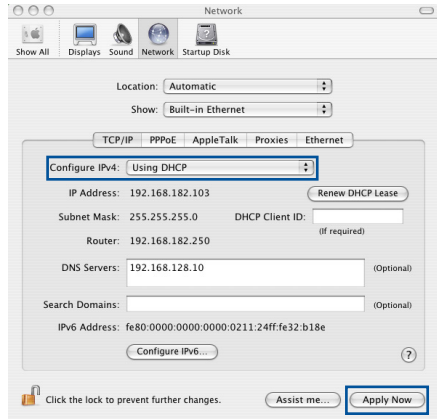 Network
Show All Displays Sound Network Startup Disk
Location: Automatic
Show: Built-in Ethernet
TCP/IP PPPoE AppleTalk Proxies Ethernet
Configure IPv4: Using DHCP
IP Address: 192.168.182.103 Renew DHCP Lease
Subnet Mask: 255.255.255.0 DHCP Client ID:
(If required)
Router: 192.168.182.250
DNS Servers: 192.168.128.10 (Optional)
Search Domains: (Optional)
IPv6 Address: fe80:0000:0000:0000:0211:24ff:fe32:b18e
Configure IPv6... ?
Click the lock to prevent further changes. Assist me... Apply Now